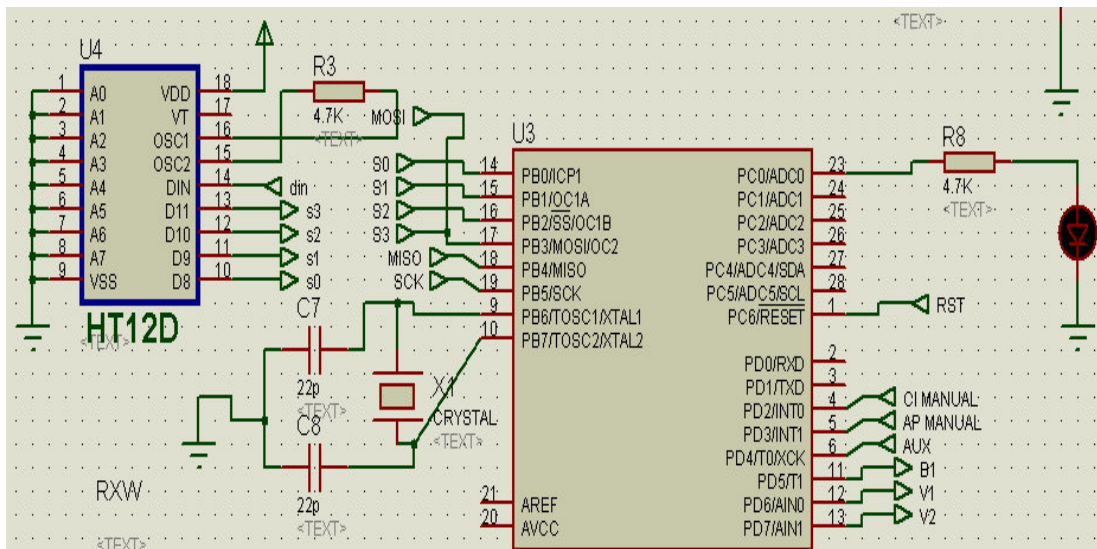 <TEXT>
U4
1 A0 VDD 18
2 A1 VT 17
3 A2 OSC1 16
4 A3 OSC2 15
5 A4 DIN 14 din
6 A5 D11 13 s3
7 A6 D10 12 s2
8 A7 D9 11 s1
9 VSS D8 10 s0
HT12D
<TEXT>
R3
4.7K
<TEXT>
MOSI
S0
S1
S2
S3
MISO
SCK
U3
14 PB0/ICP1 PC0/ADC0 23
15 PB1/OC1A PC1/ADC1 24
16 PB2/SS/OC1B PC2/ADC2 25
17 PB3/MOSI/OC2 PC3/ADC3 26
18 PB4/MISO PC4/ADC4/SDA 27
19 PB5/SCK PC5/ADC5/SCL 28
9 PB6/TOSC1/XTAL1 PC6/RESET 1 RST
10 PB7/TOSC2/XTAL2
PD0/RXD 2
PD1/TXD 3
PD2/INT0 4 CI MANUAL
PD3/INT1 5 AP MANUAL
PD4/T0/XCK 6 AUX
PD5/T1 11 B1
21 AREF PD6/AIN0 12 V1
20 AVCC PD7/AIN1 13 V2
R8
4.7K
<TEXT>
C7
22p
<TEXT>
X1
CRYSTAL
<TEXT>
C8
22p
<TEXT>
RXW
<TEXT>